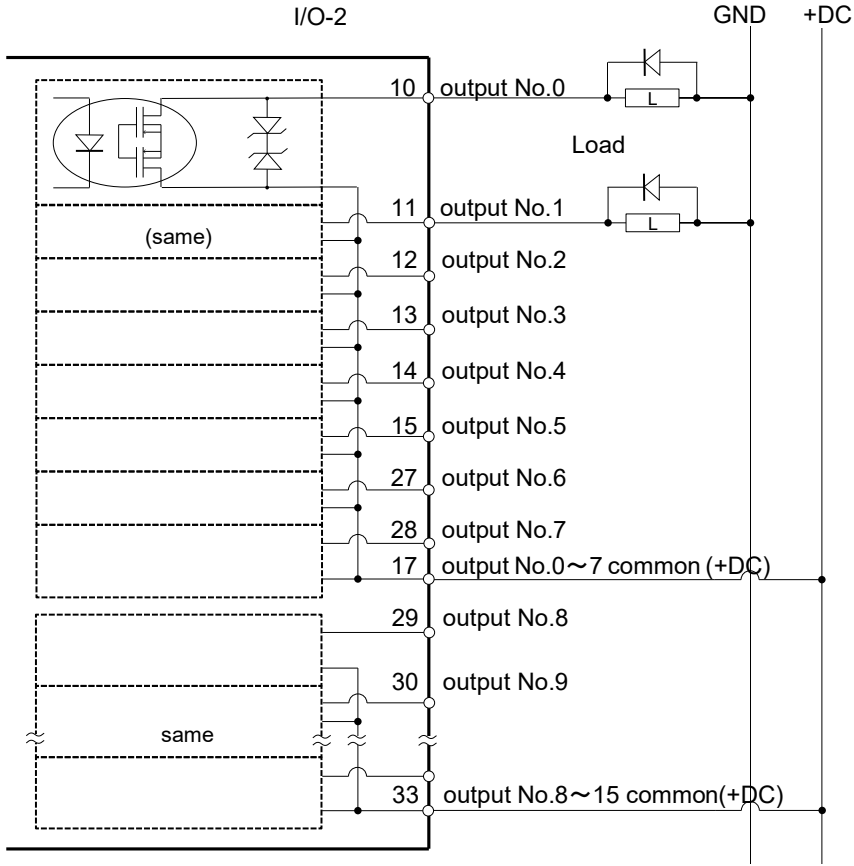 I/O-2 GND +DC
10 output No.0
L
Load
11 output No.1
L
(same)
12 output No.2
13 output No.3
14 output No.4
15 output No.5
27 output No.6
28 output No.7
17 output No.0～7 common (+DC)
29 output No.8
30 output No.9
same
33 output No.8～15 common(+DC)